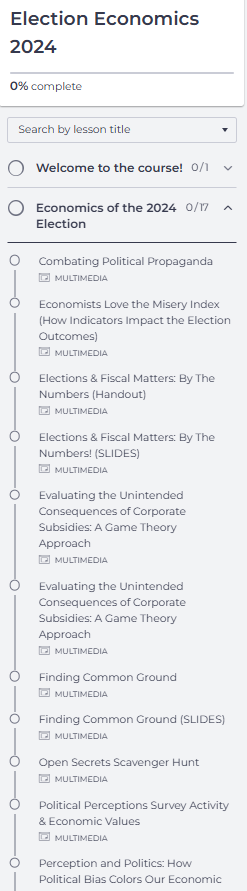 Election Economics
2024
0% complete
Search by lesson title
Welcome to the course! 0/1
Economics of the 2024 0/17
Election
Combating Political Propaganda
MULTIMEDIA
Economists Love the Misery Index
(How Indicators Impact the Election
Outcomes)
MULTIMEDIA
Elections & Fiscal Matters: By The
Numbers (Handout)
MULTIMEDIA
Elections & Fiscal Matters: By The
Numbers! (SLIDES)
MULTIMEDIA
Evaluating the Unintended
Consequences of Corporate
Subsidies: A Game Theory
Approach
MULTIMEDIA
Evaluating the Unintended
Consequences of Corporate
Subsidies: A Game Theory
Approach
MULTIMEDIA
Finding Common Ground
MULTIMEDIA
Finding Common Ground (SLIDES)
MULTIMEDIA
Open Secrets Scavenger Hunt
MULTIMEDIA
Political Perceptions Survey Activity
& Economic Values
MULTIMEDIA
Perception and Politics: How
Political Bias Colors Our Economic